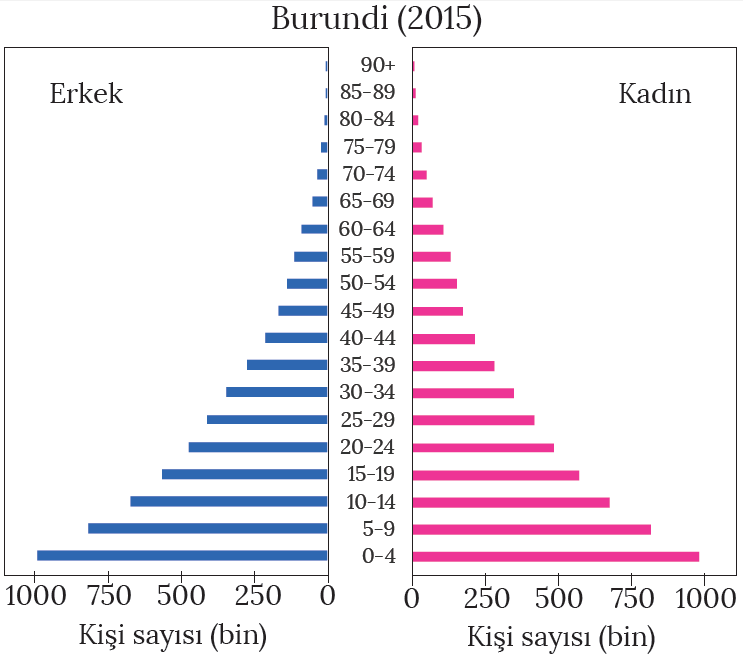 Burundi (2015)
Erkek
Kadın
90+
85-89
80-84
75-79
70-74
65-69
60-64
55-59
50-54
45-49
40-44
35-39
30-34
25-29
20-24
15-19
10-14
5-9
0-4
1000 750 500 250 0
0 250 500 750 1000
Kişi sayısı (bin)
Kişi sayısı (bin)